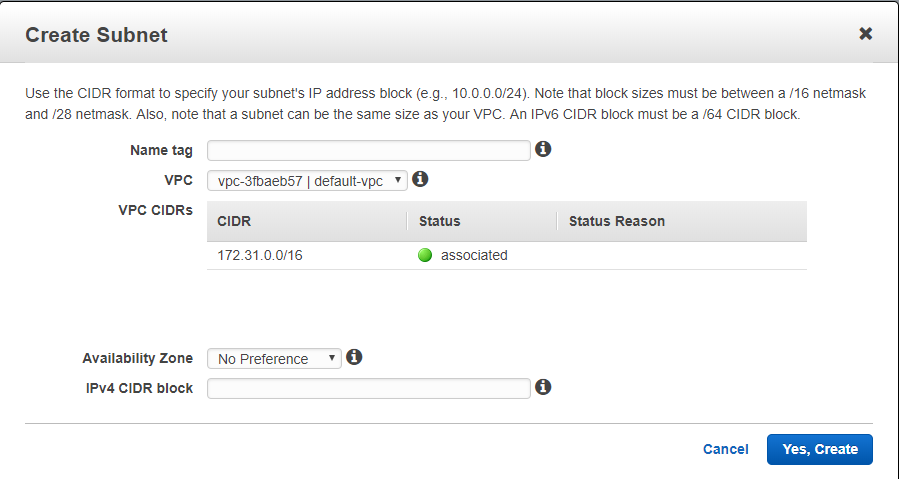 Create Subnet
Use the CIDR format to specify your subnet's IP address block (e.g., 10.0.0.0/24). Note that block sizes must be between a /16 netmask
and /28 netmask. Also, note that a subnet can be the same size as your VPC. An IPv6 CIDR block must be a /64 CIDR block.
Name tag
VPC vpc-3fbaeb57 | default-vpc
VPC CIDRs
CIDR Status Status Reason
172.31.0.0/16 associated
Availability Zone No Preference
IPv4 CIDR block
Cancel Yes, Create